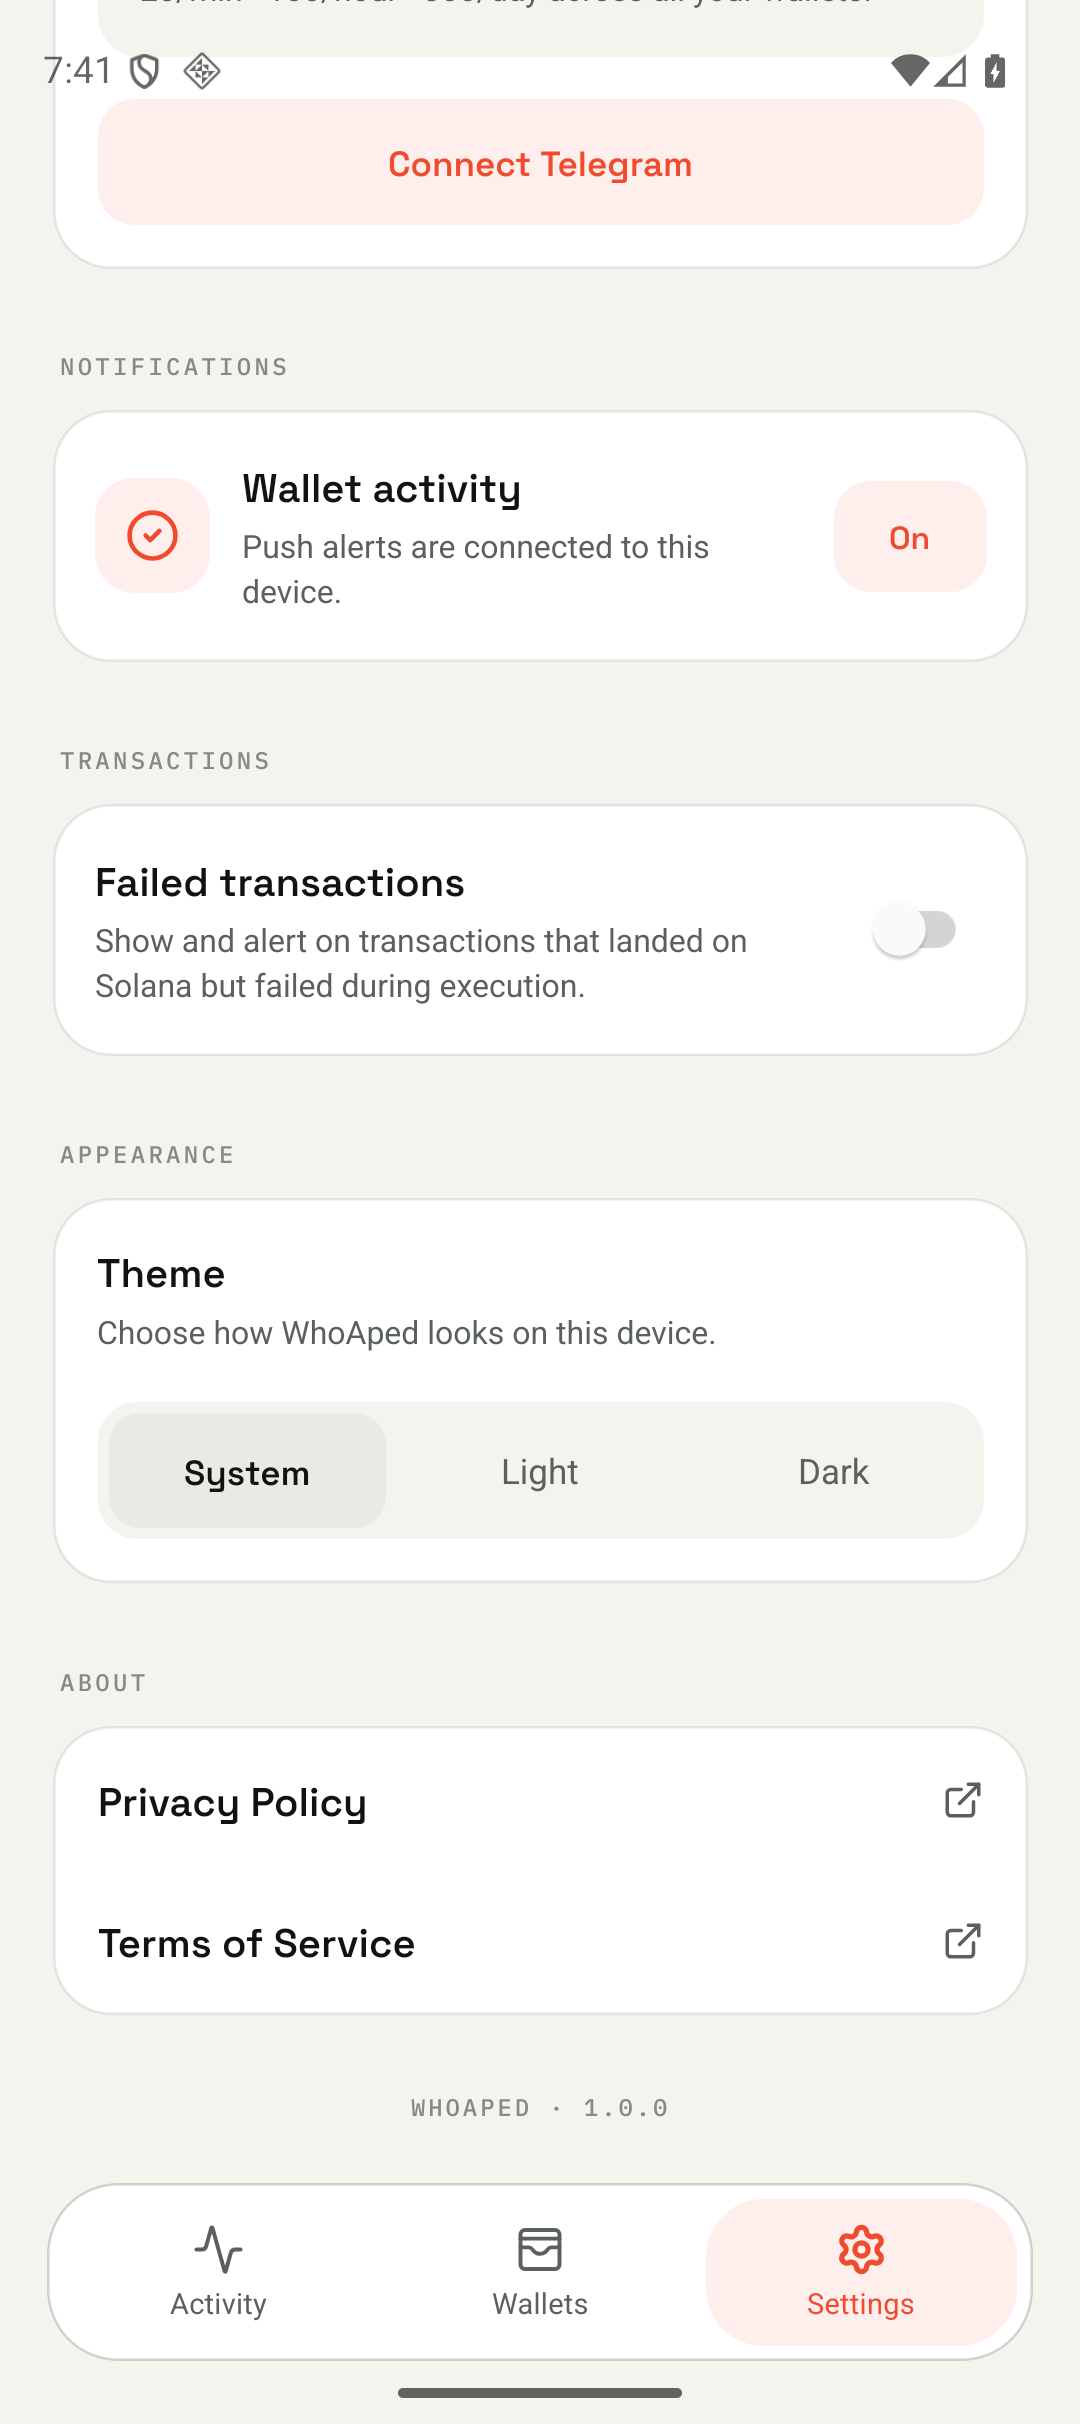 7:41
Connect Telegram
NOTIFICATIONS
Wallet activity
Push alerts are connected to this
device.
On
TRANSACTIONS
Failed transactions
Show and alert on transactions that landed on
Solana but failed during execution.
APPEARANCE
Theme
Choose how WhoAped looks on this device.
System
Light
Dark
ABOUT
Privacy Policy
Terms of Service
WHOAPED · 1.0.0
Activity
Wallets
Settings